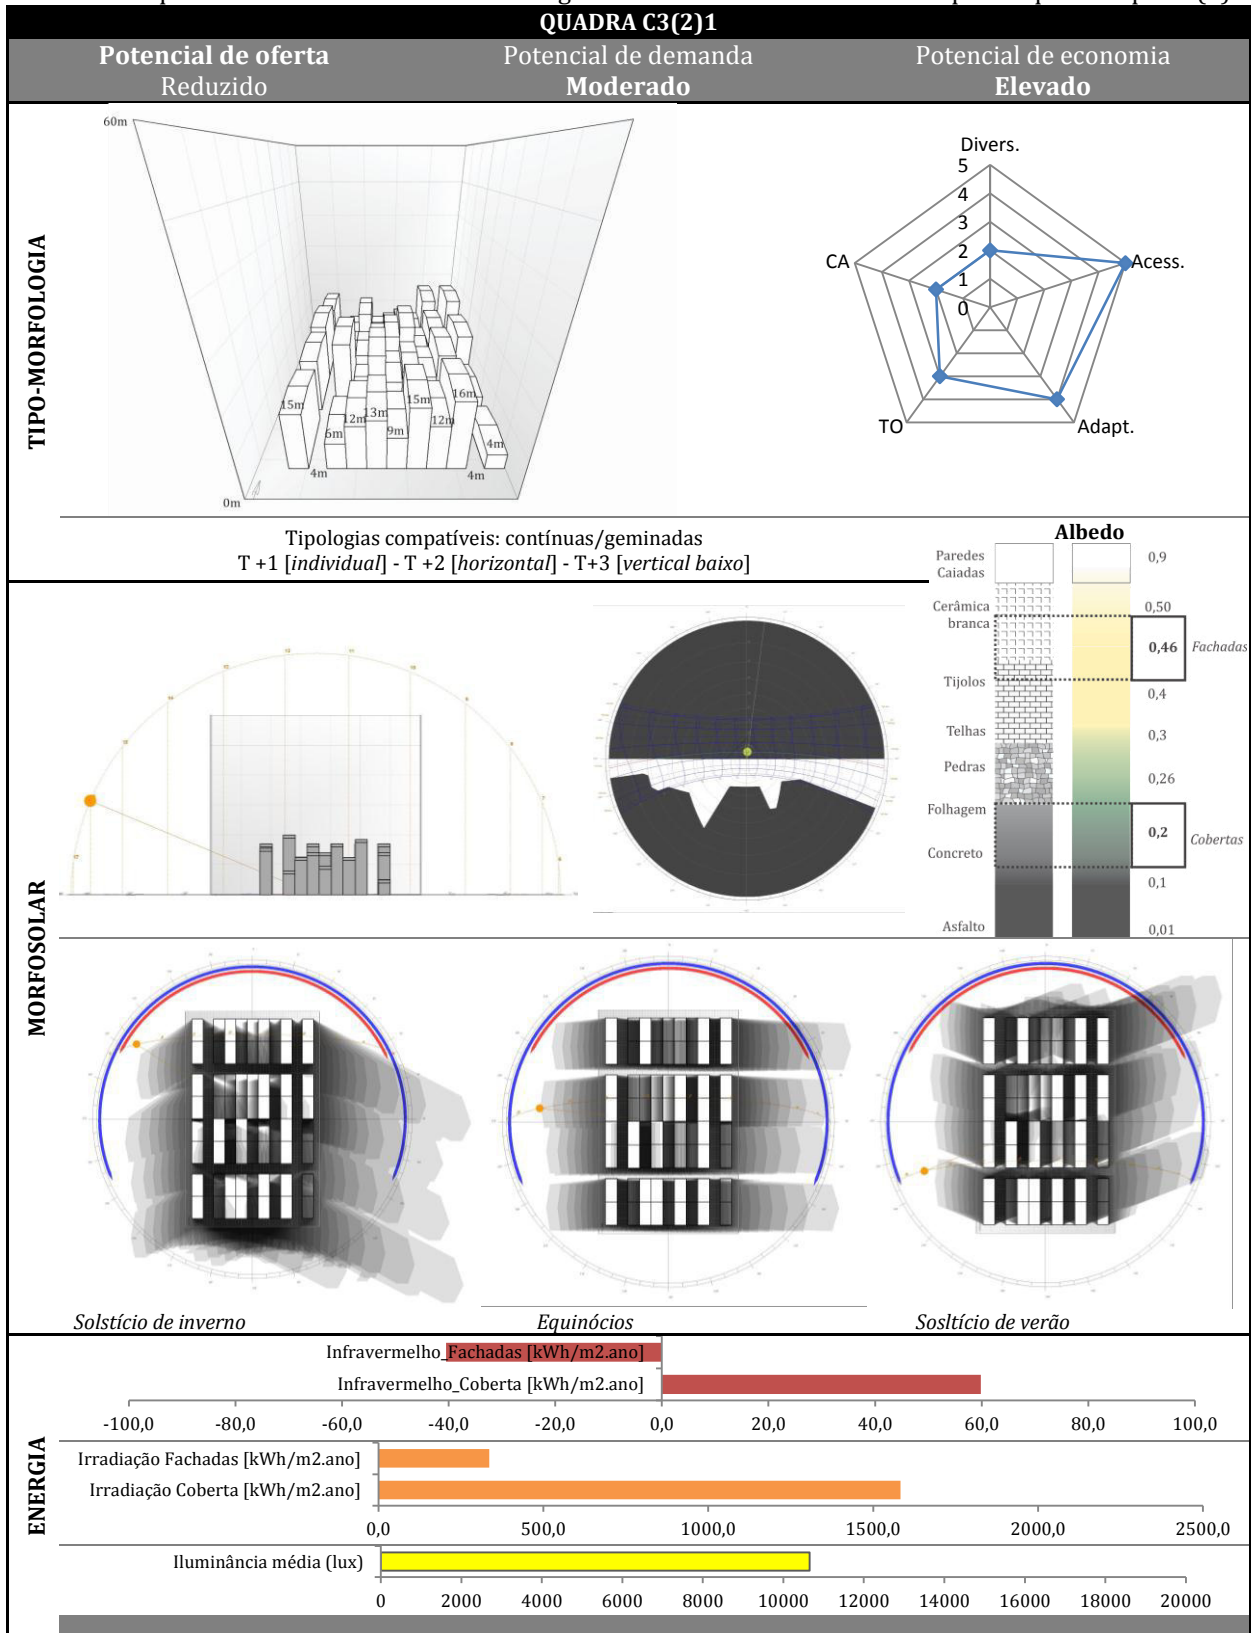 QUADRA C3(2)1
Potencial de oferta
Reduzido
Potencial de demanda
Moderado
Potencial de economia
Elevado
TIPO-MORFOLOGIA
60m
15m
6m
12m
13m
9m
15m
12m
16m
4m
4m
4m
0m
Divers.
5
4
3
2
1
0
CA
Acess.
TO
Adapt.
Tipologias compatíveis: contínuas/geminadas
T +1 [individual] - T +2 [horizontal] - T+3 [vertical baixo]
Albedo
Paredes
Caiadas
0,9
Cerâmica
branca
0,50
0,46
Fachadas
Tijolos
0,4
Telhas
0,3
Pedras
0,26
Folhagem
0,2
Cobertas
Concreto
0,1
Asfalto
0,01
MORFOSOLAR
Solstício de inverno
Equinócios
Sosltício de verão
ENERGIA
Infravermelho_Fachadas [kWh/m2.ano]
Infravermelho_Coberta [kWh/m2.ano]
-100,0 -80,0 -60,0 -40,0 -20,0 0,0 20,0 40,0 60,0 80,0 100,0
Irradiação Fachadas [kWh/m2.ano]
Irradiação Coberta [kWh/m2.ano]
0,0 500,0 1000,0 1500,0 2000,0 2500,0
Iluminância média (lux)
0 2000 4000 6000 8000 10000 12000 14000 16000 18000 20000